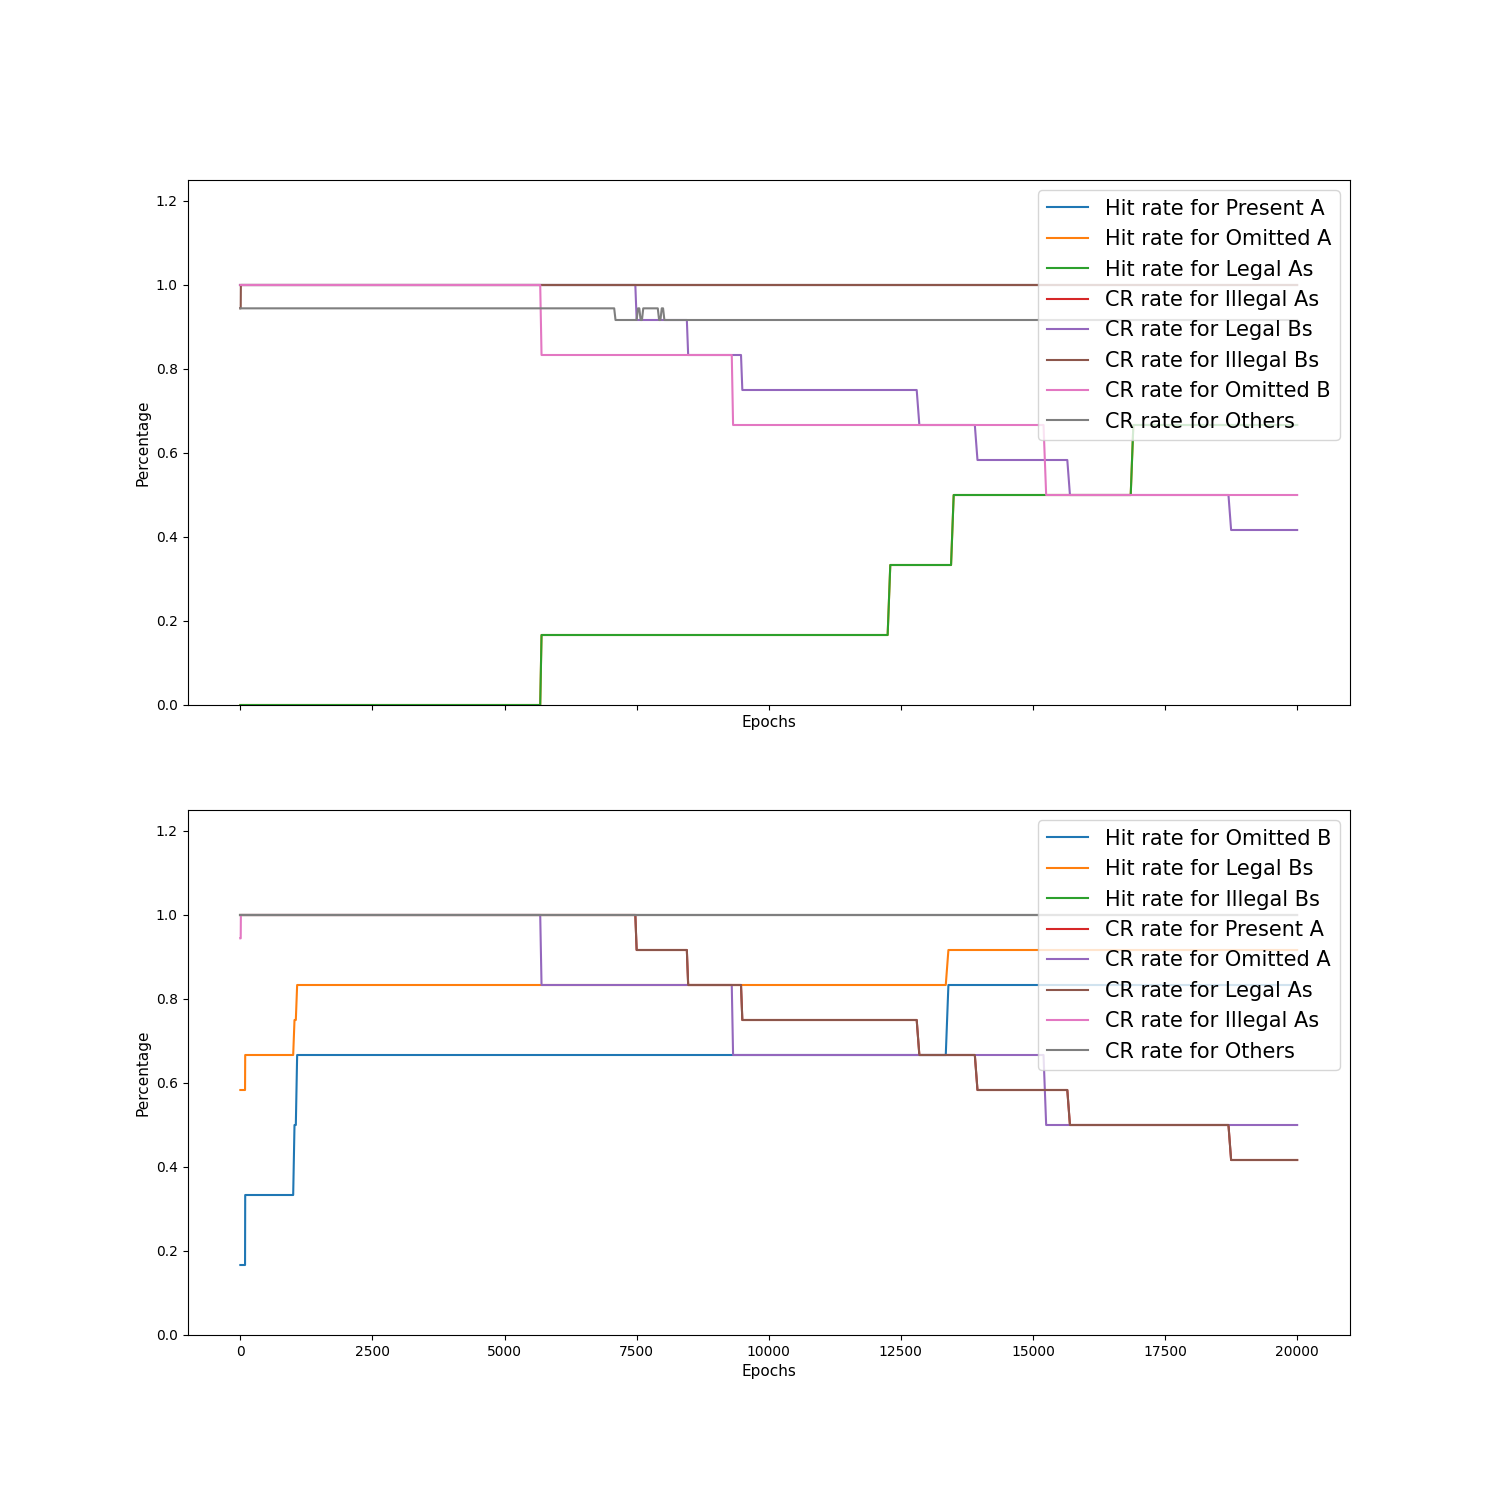 1.2
1.0
0.8
0.6
0.4
0.2
0.0
Percentage
Epochs
Hit rate for Present A
Hit rate for Omitted A
Hit rate for Legal As
CR rate for Illegal As
CR rate for Legal Bs
CR rate for Illegal Bs
CR rate for Omitted B
CR rate for Others
1.2
1.0
0.8
0.6
0.4
0.2
0.0
Percentage
0 2500 5000 7500 10000 12500 15000 17500 20000
Epochs
Hit rate for Omitted B
Hit rate for Legal Bs
Hit rate for Illegal Bs
CR rate for Present A
CR rate for Omitted A
CR rate for Legal As
CR rate for Illegal As
CR rate for Others